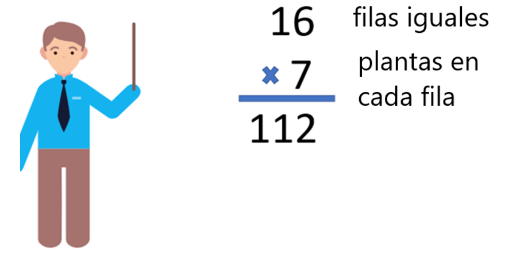 16 filas iguales
× 7 plantas en
cada fila
112